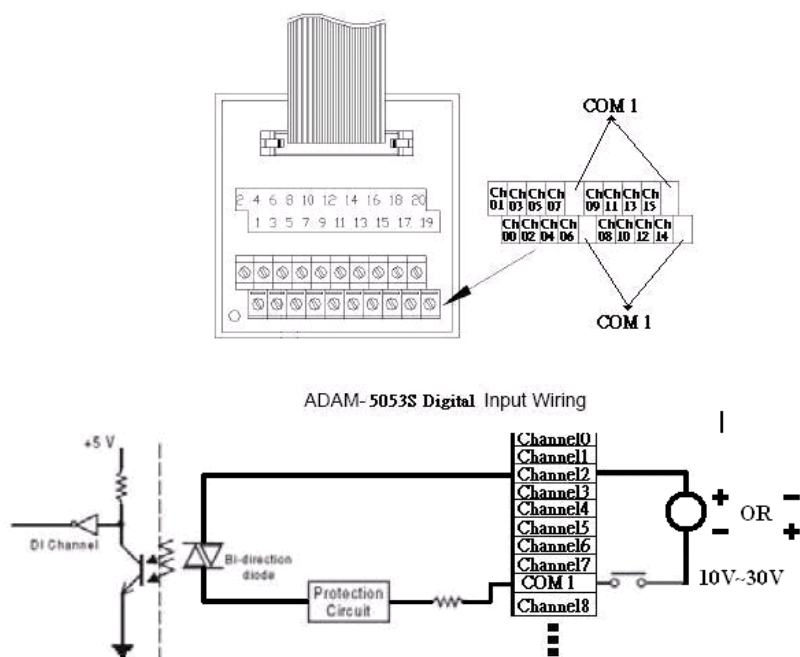 COM 1
Ch 01 Ch 03 Ch 05 Ch 07 Ch 09 Ch 11 Ch 13 Ch 15
Ch 00 Ch 02 Ch 04 Ch 06 Ch 08 Ch 10 Ch 12 Ch 14
COM 1
2 4 6 8 10 12 14 16 18 20
1 3 5 7 9 11 13 15 17 19
ADAM-5053S Digital Input Wiring
+5 V
DI Channel
Bi-direction
diode
Protection
Circuit
Channel0
Channel1
Channel2
Channel3
Channel4
Channel5
Channel6
Channel7
COM 1
Channel8
+ OR -
- +
10V~30V